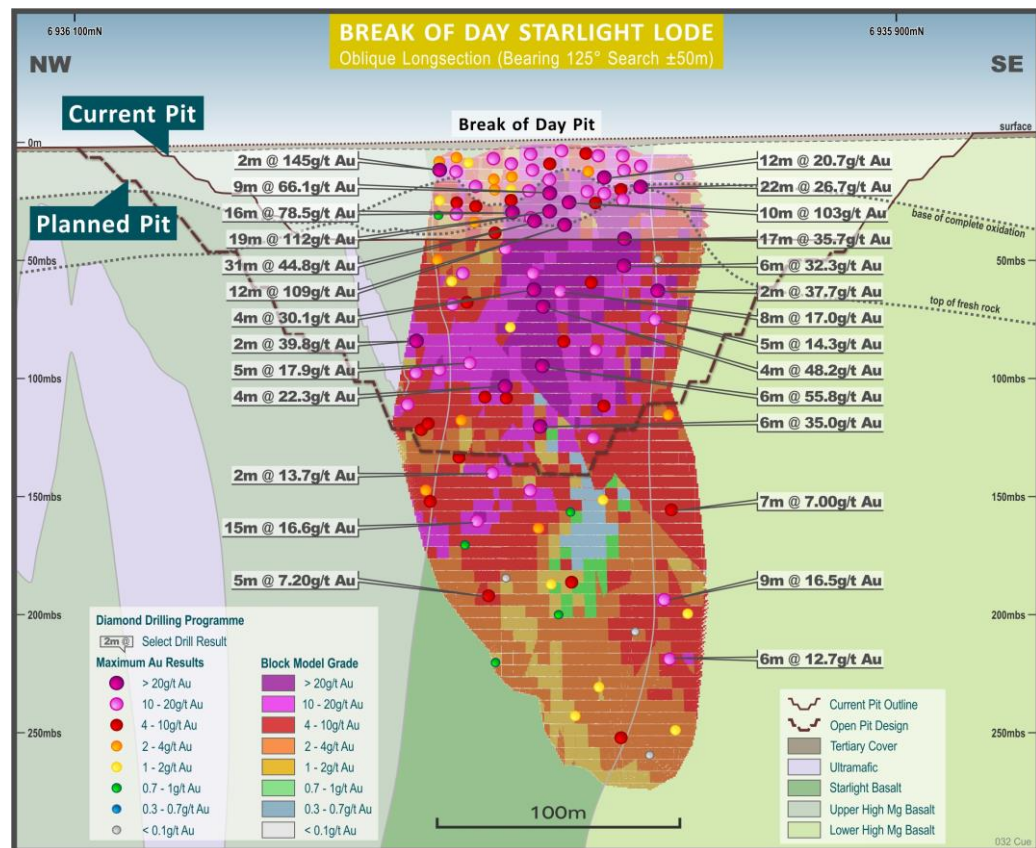 BREAK OF DAY STARLIGHT LODE
Oblique Longsection (Bearing 125° Search ±50m)
6 936 100mN
6 935 900mN
NW
SE
Current Pit
Break of Day Pit
surface
0m
Planned Pit
2m @ 145g/t Au
9m @ 66.1g/t Au
16m @ 78.5g/t Au
19m @ 112g/t Au
31m @ 44.8g/t Au
12m @ 109g/t Au
4m @ 30.1g/t Au
2m @ 39.8g/t Au
5m @ 17.9g/t Au
4m @ 22.3g/t Au
2m @ 13.7g/t Au
15m @ 16.6g/t Au
5m @ 7.20g/t Au
12m @ 20.7g/t Au
22m @ 26.7g/t Au
10m @ 103g/t Au
17m @ 35.7g/t Au
6m @ 32.3g/t Au
2m @ 37.7g/t Au
8m @ 17.0g/t Au
5m @ 14.3g/t Au
4m @ 48.2g/t Au
6m @ 55.8g/t Au
6m @ 35.0g/t Au
7m @ 7.00g/t Au
9m @ 16.5g/t Au
6m @ 12.7g/t Au
base of complete oxidation
top of fresh rock
50mbs
100mbs
150mbs
200mbs
250mbs
50mbs
100mbs
150mbs
200mbs
250mbs
Diamond Drilling Programme
2m @
Select Drill Result
Maximum Au Results
> 20g/t Au
10 - 20g/t Au
4 - 10g/t Au
2 - 4g/t Au
1 - 2g/t Au
0.7 - 1g/t Au
0.3 - 0.7g/t Au
< 0.1g/t Au
Block Model Grade
> 20g/t Au
10 - 20g/t Au
4 - 10g/t Au
2 - 4g/t Au
1 - 2g/t Au
0.7 - 1g/t Au
0.3 - 0.7g/t Au
< 0.1g/t Au
100m
Current Pit Outline
Open Pit Design
Tertiary Cover
Ultramafic
Starlight Basalt
Upper High Mg Basalt
Lower High Mg Basalt
032 Cue